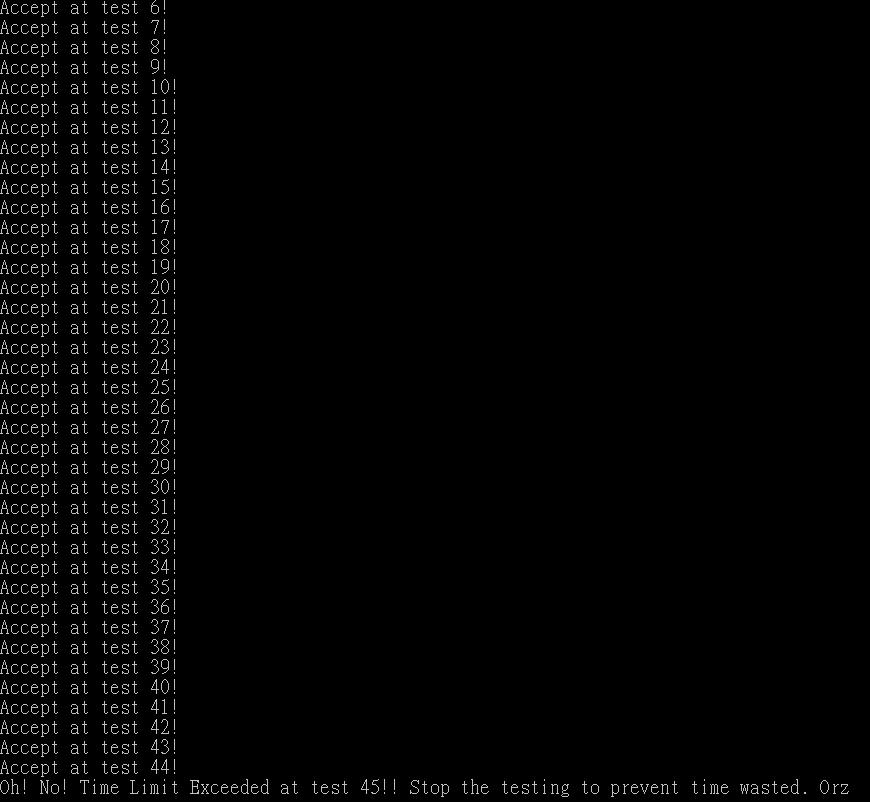 Accept at test 6!
Accept at test 7!
Accept at test 8!
Accept at test 9!
Accept at test 10!
Accept at test 11!
Accept at test 12!
Accept at test 13!
Accept at test 14!
Accept at test 15!
Accept at test 16!
Accept at test 17!
Accept at test 18!
Accept at test 19!
Accept at test 20!
Accept at test 21!
Accept at test 22!
Accept at test 23!
Accept at test 24!
Accept at test 25!
Accept at test 26!
Accept at test 27!
Accept at test 28!
Accept at test 29!
Accept at test 30!
Accept at test 31!
Accept at test 32!
Accept at test 33!
Accept at test 34!
Accept at test 35!
Accept at test 36!
Accept at test 37!
Accept at test 38!
Accept at test 39!
Accept at test 40!
Accept at test 41!
Accept at test 42!
Accept at test 43!
Accept at test 44!
Oh! No! Time Limit Exceeded at test 45!! Stop the testing to prevent time wasted. Orz